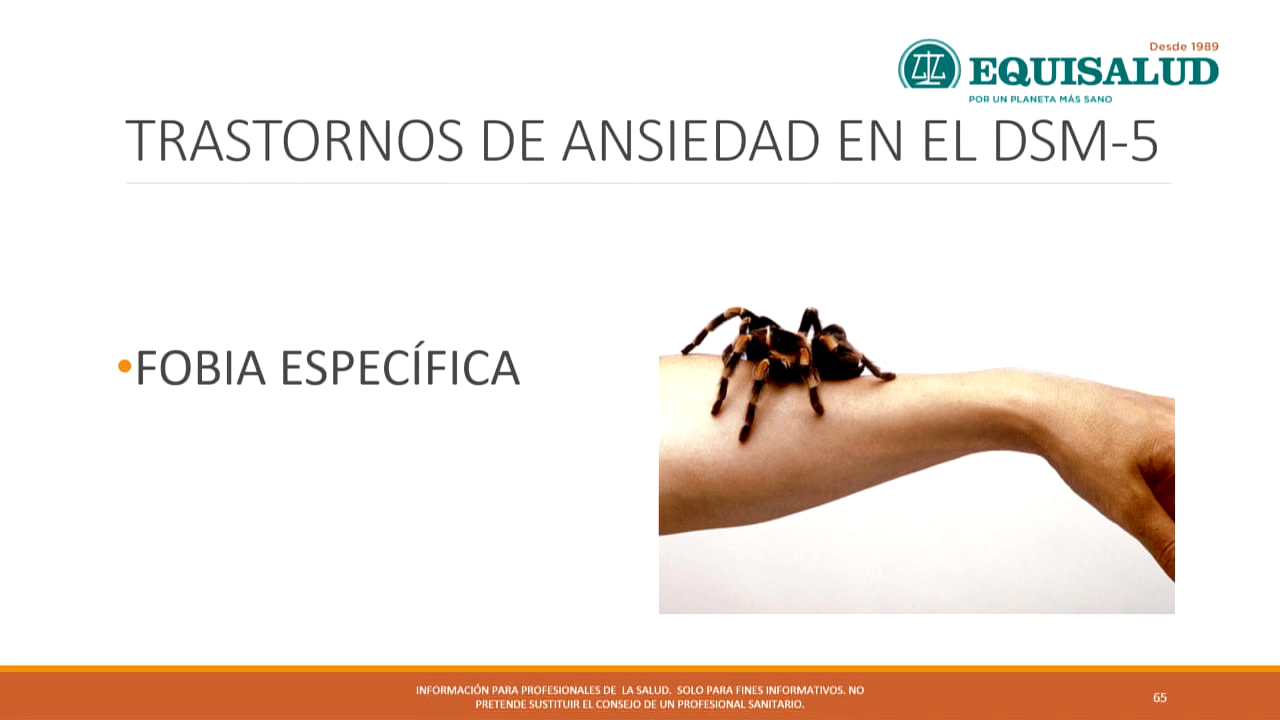 Desde 1989
EQUISALUD
POR UN PLANETA MÁS SANO
TRASTORNOS DE ANSIEDAD EN EL DSM-5
•FOBIA ESPECÍFICA
INFORMACIÓN PARA PROFESIONALES DE LA SALUD. SOLO PARA FINES INFORMATIVOS. NO
PRETENDE SUSTITUIR EL CONSEJO DE UN PROFESIONAL SANITARIO.
65